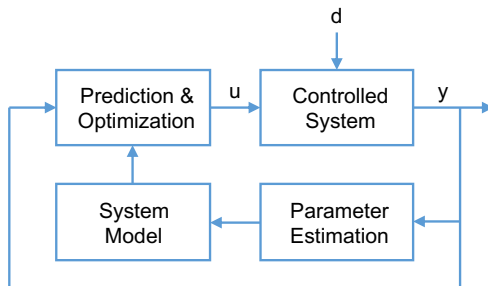 d
Prediction &
Optimization
u
Controlled
System
y
System
Model
Parameter
Estimation